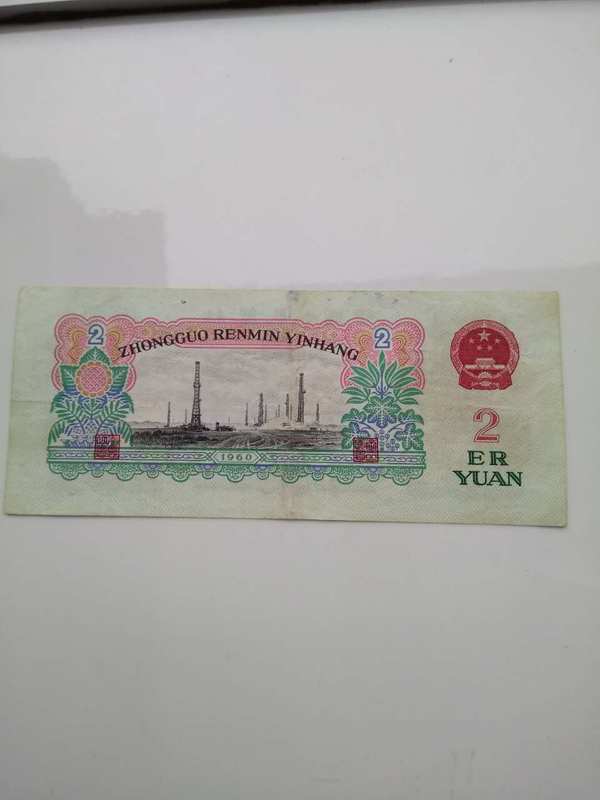 2
ZHONGGUO RENMIN YINHANG
2
1960
2
ER
YUAN